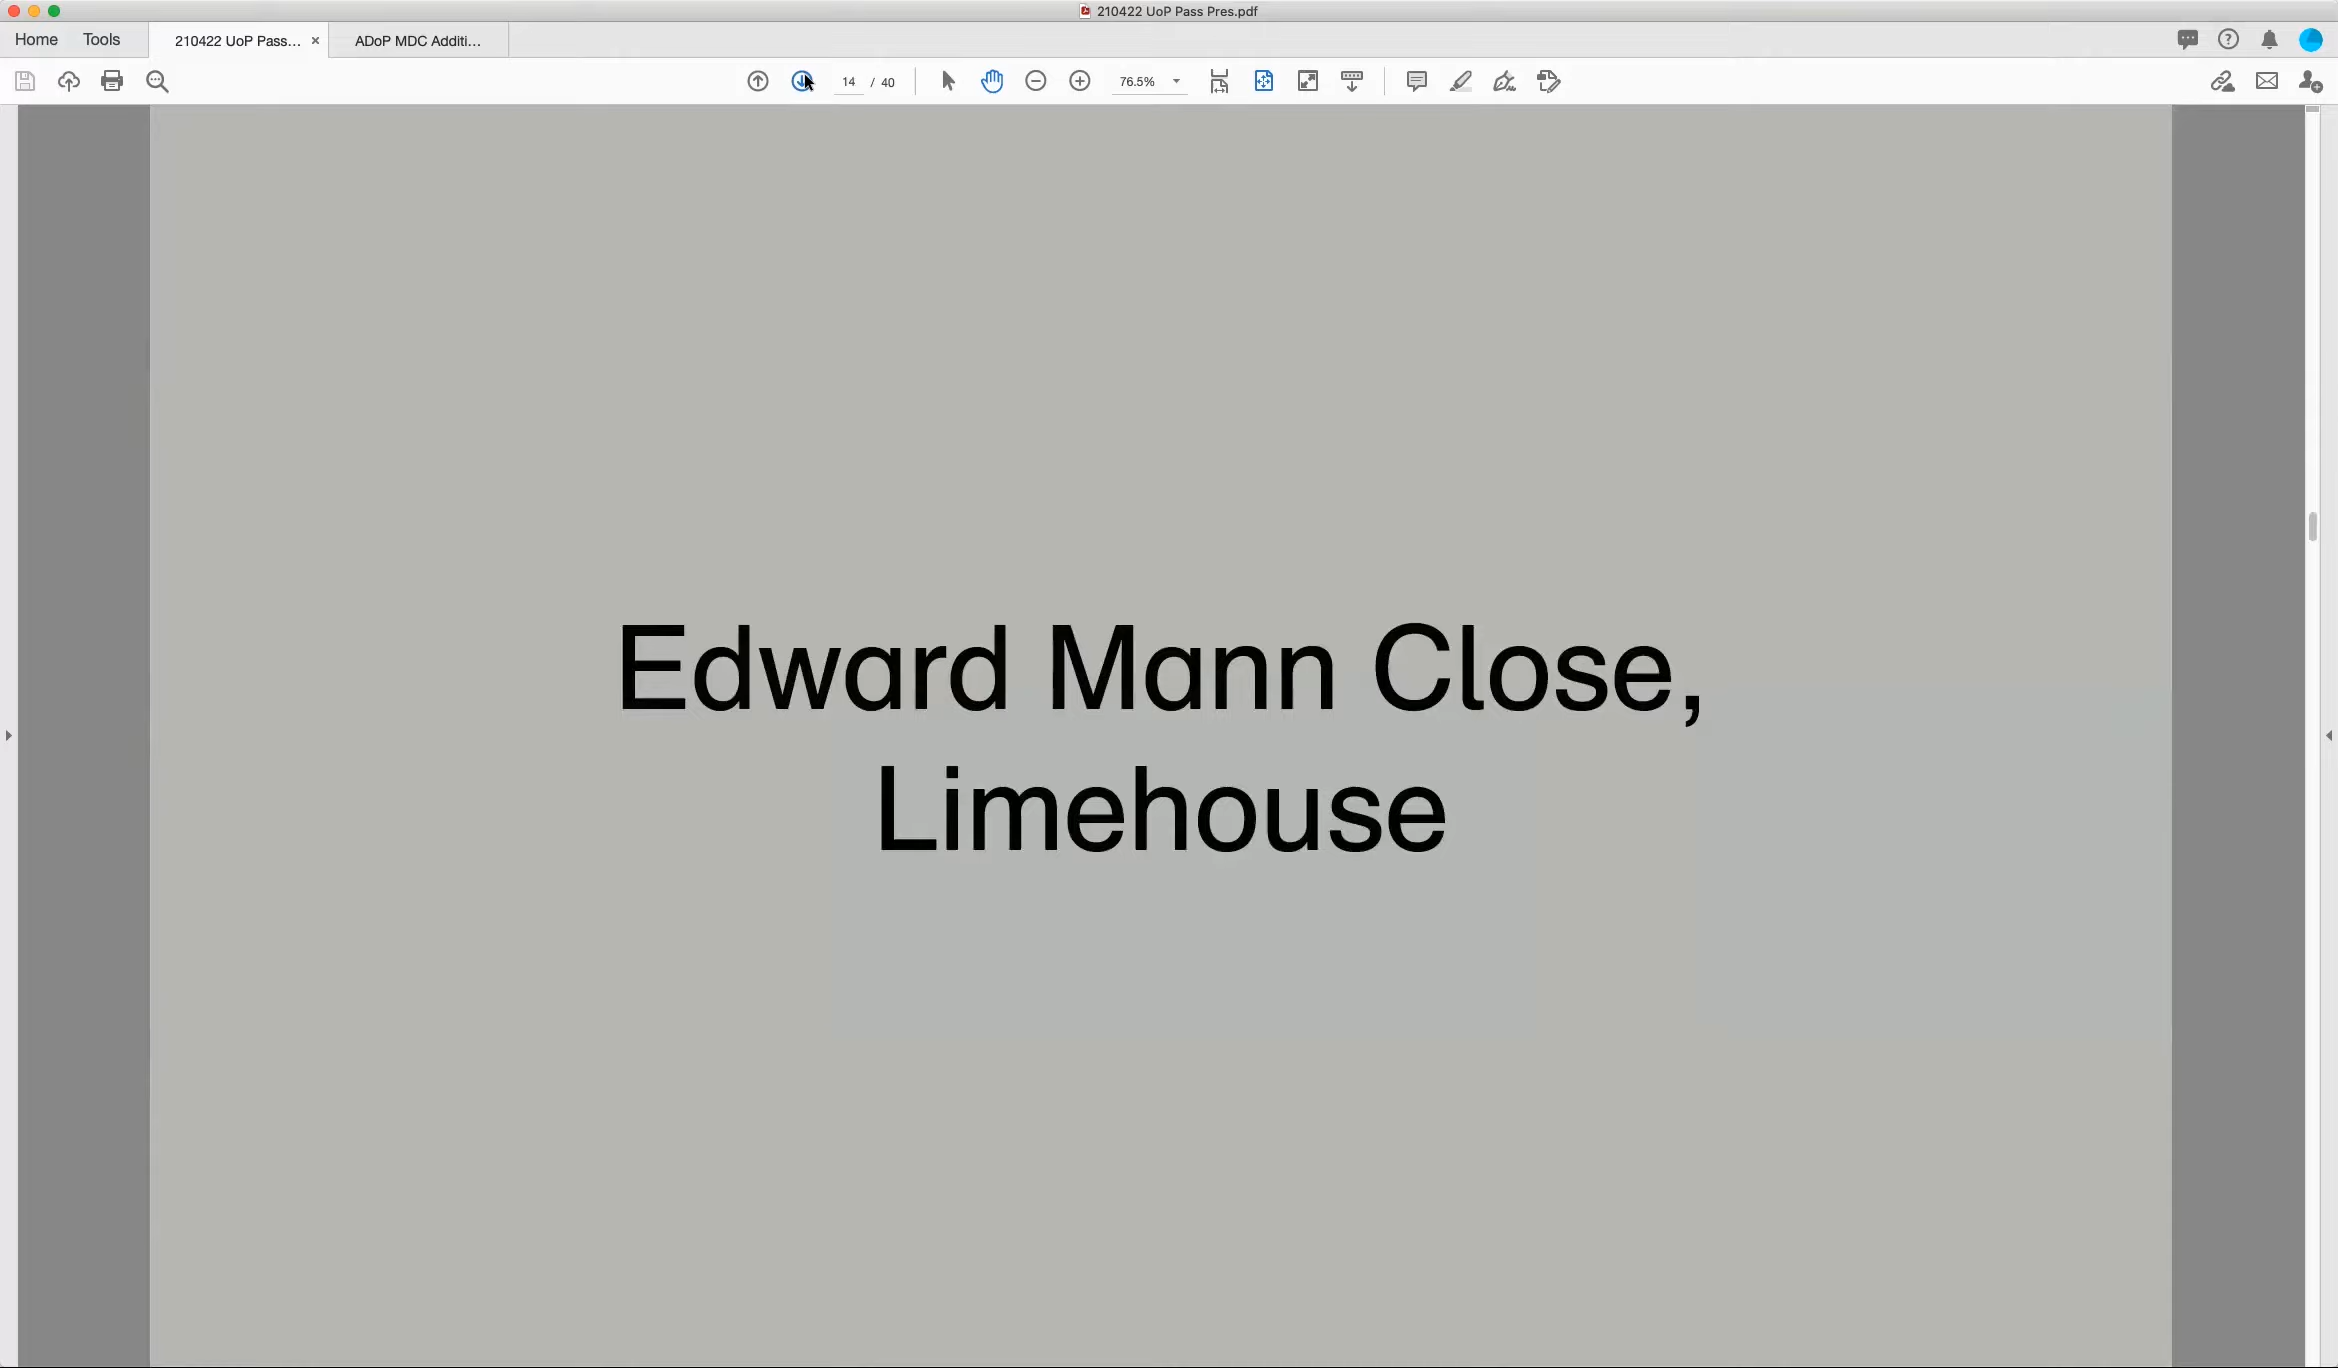 210422 UoP Pass Pres.pdf
Home Tools 210422 UoP Pass... × ADoP MDC Additi...
14 / 40 76.5%
Edward Mann Close,
Limehouse